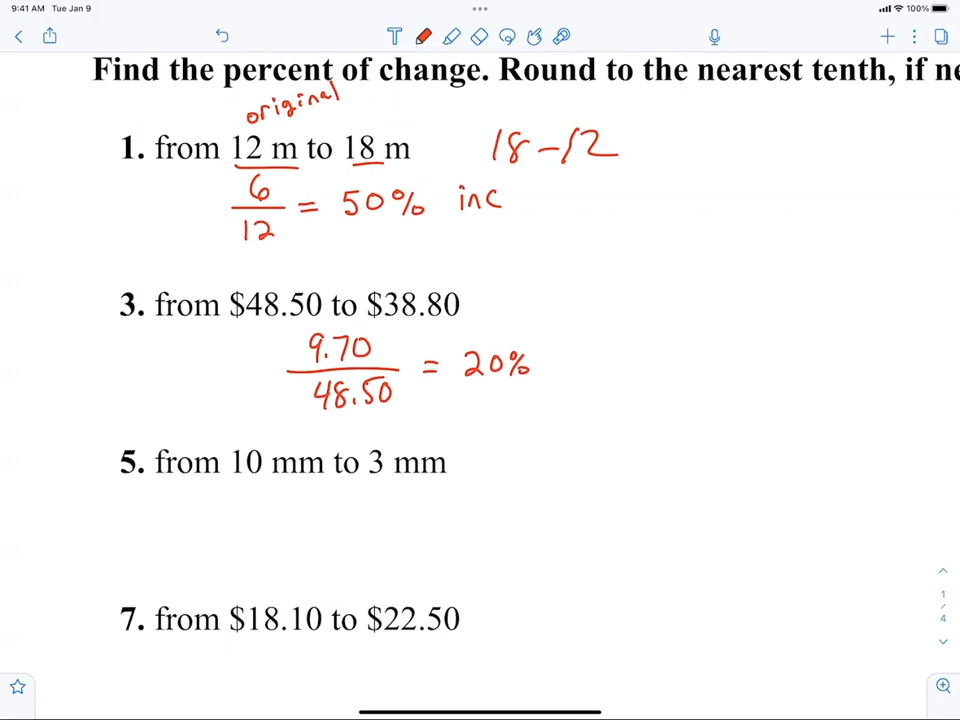 9:41 AM Tue Jan 9
100%
T
Find the percent of change. Round to the nearest tenth, if ne
original
1. from 12 m to 18 m 18-12
6
12
= 50% inc
3. from $48.50 to $38.80
9.70
48.50
= 20%
5. from 10 mm to 3 mm
1
/
4
7. from $18.10 to $22.50